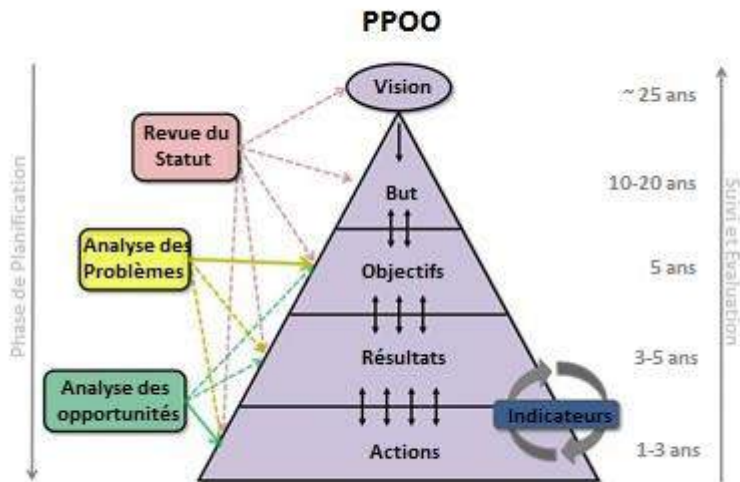 PPOO
Vision
~ 25 ans
Revue du
Statut
But
10-20 ans
Analyse des
Problèmes
Objectifs
5 ans
Résultats
3-5 ans
Analyse des
opportunités
Indicateurs
Actions
1-3 ans
Phase de Planification
Suivi et Evaluation